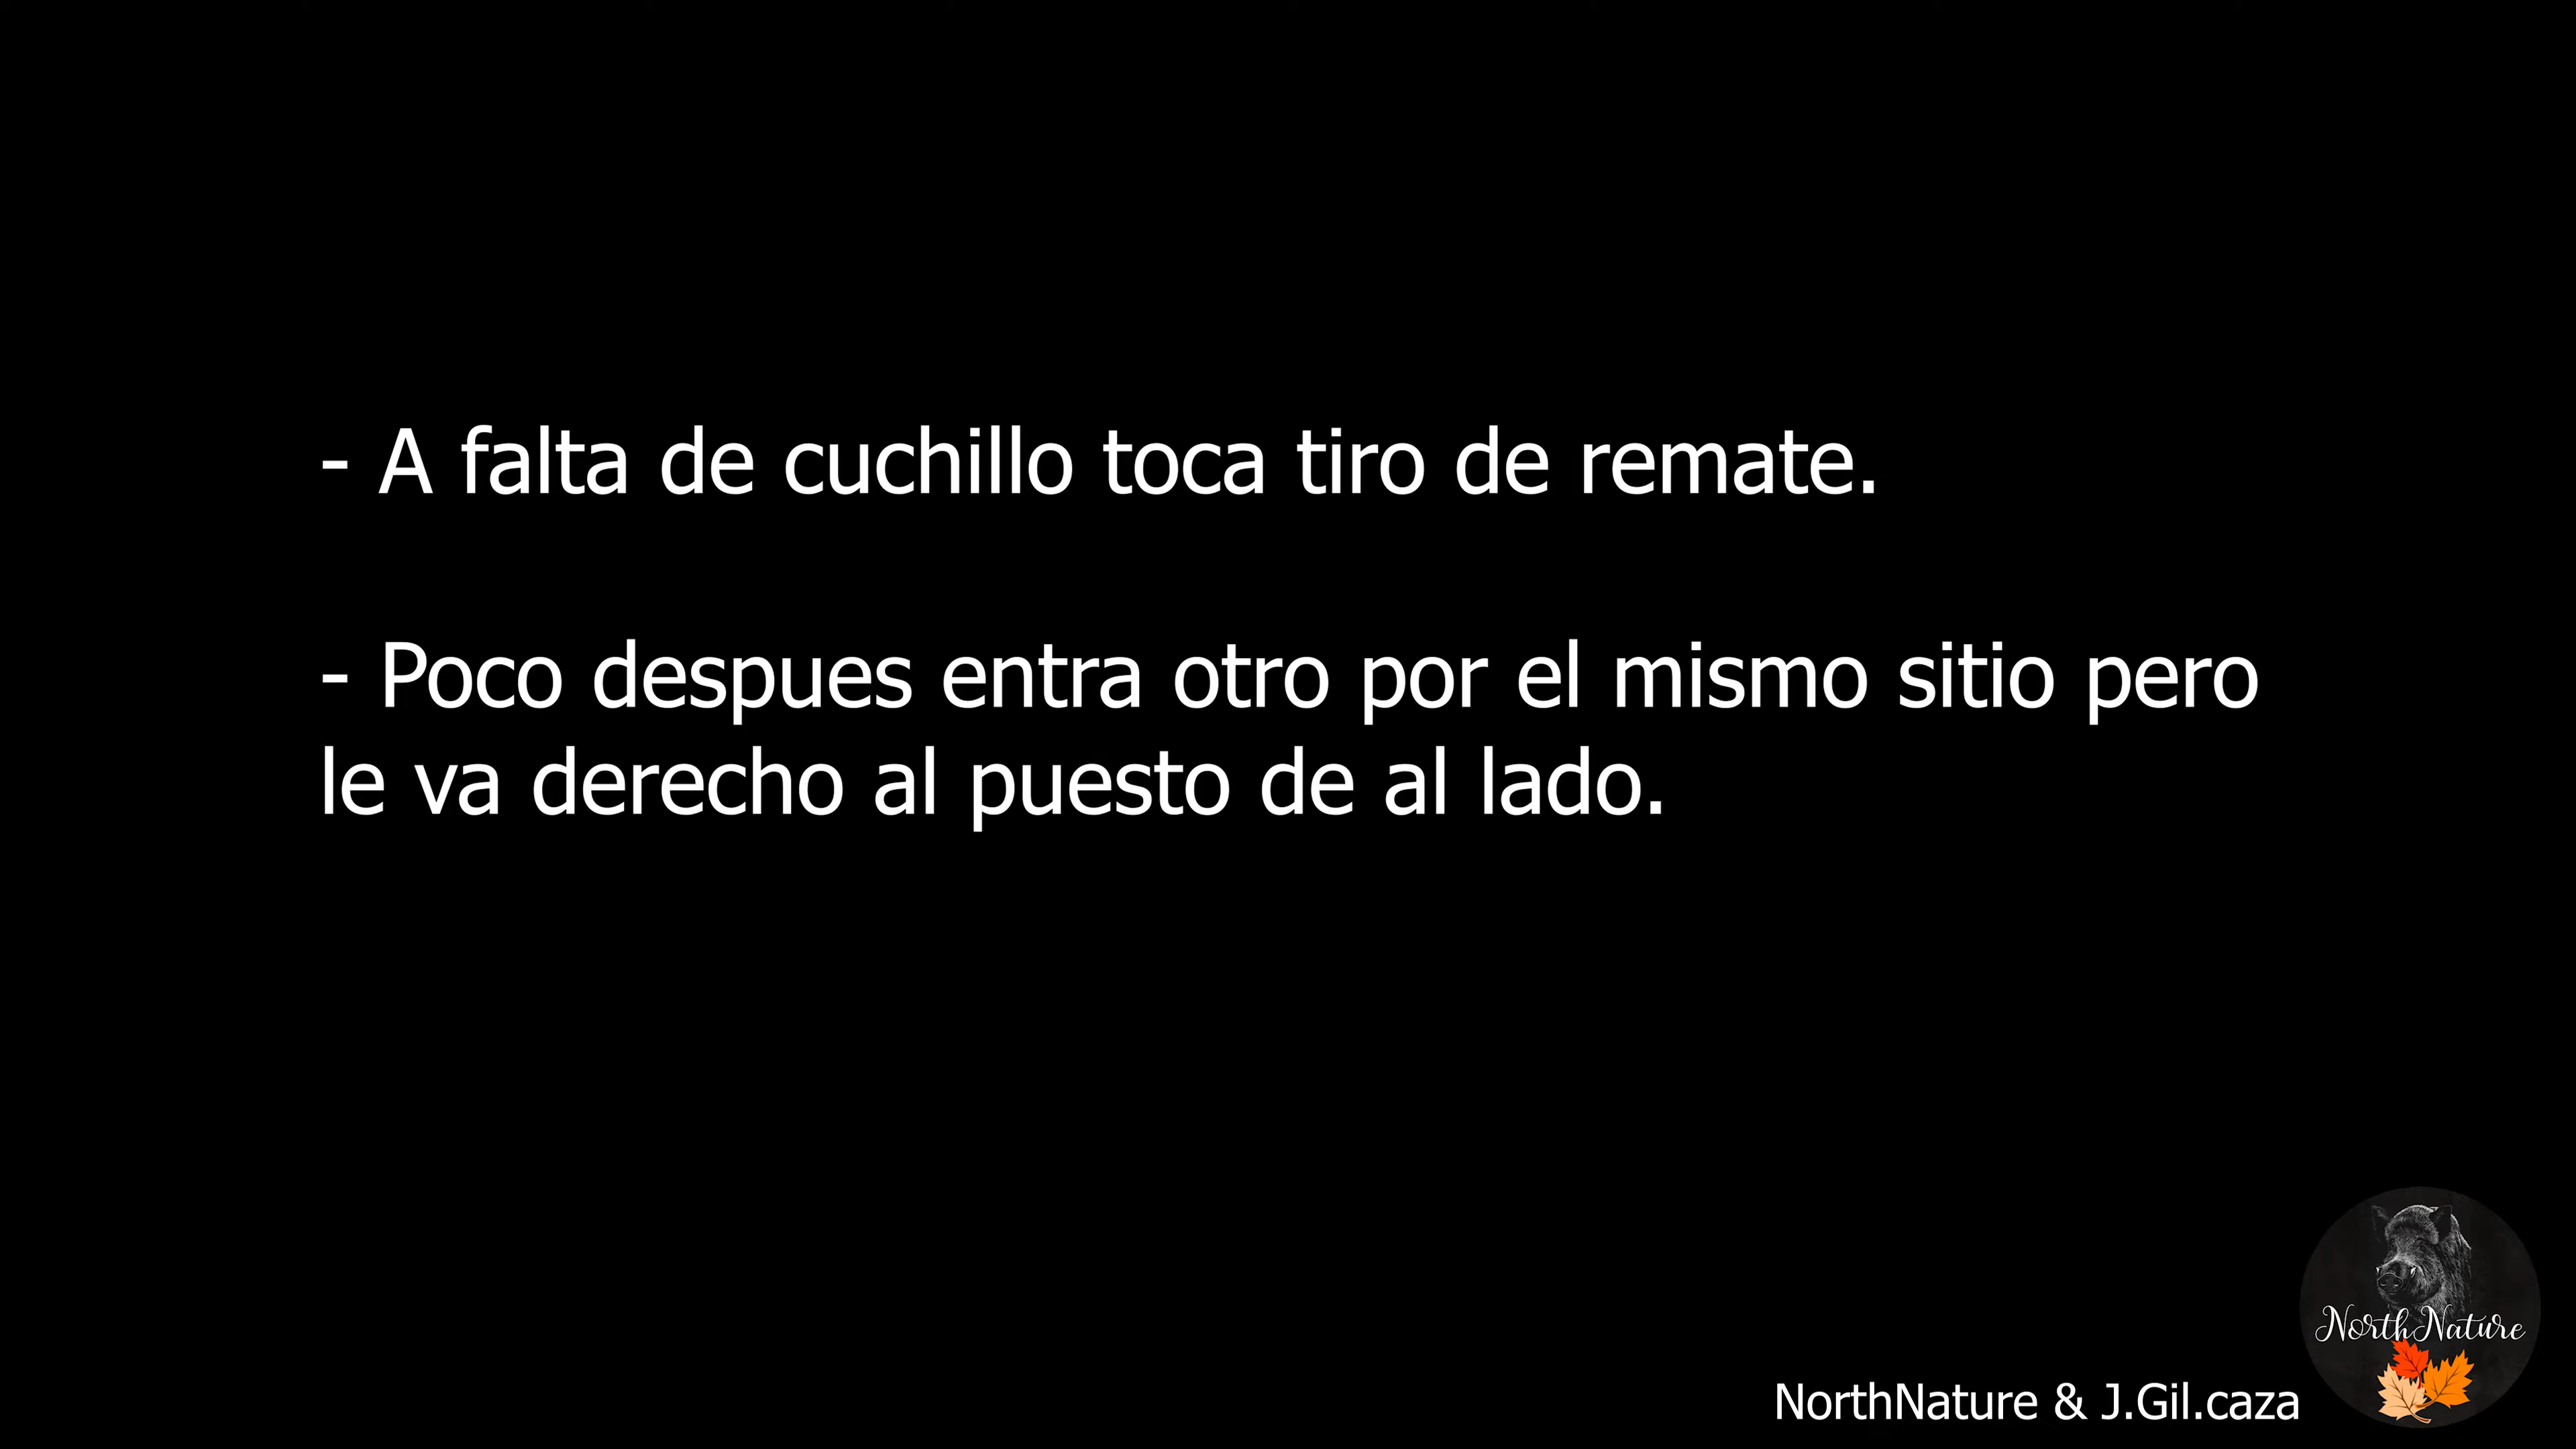 - A falta de cuchillo toca tiro de remate.
- Poco despues entra otro por el mismo sitio pero
le va derecho al puesto de al lado.
NorthNature
NorthNature & J.Gil.caza